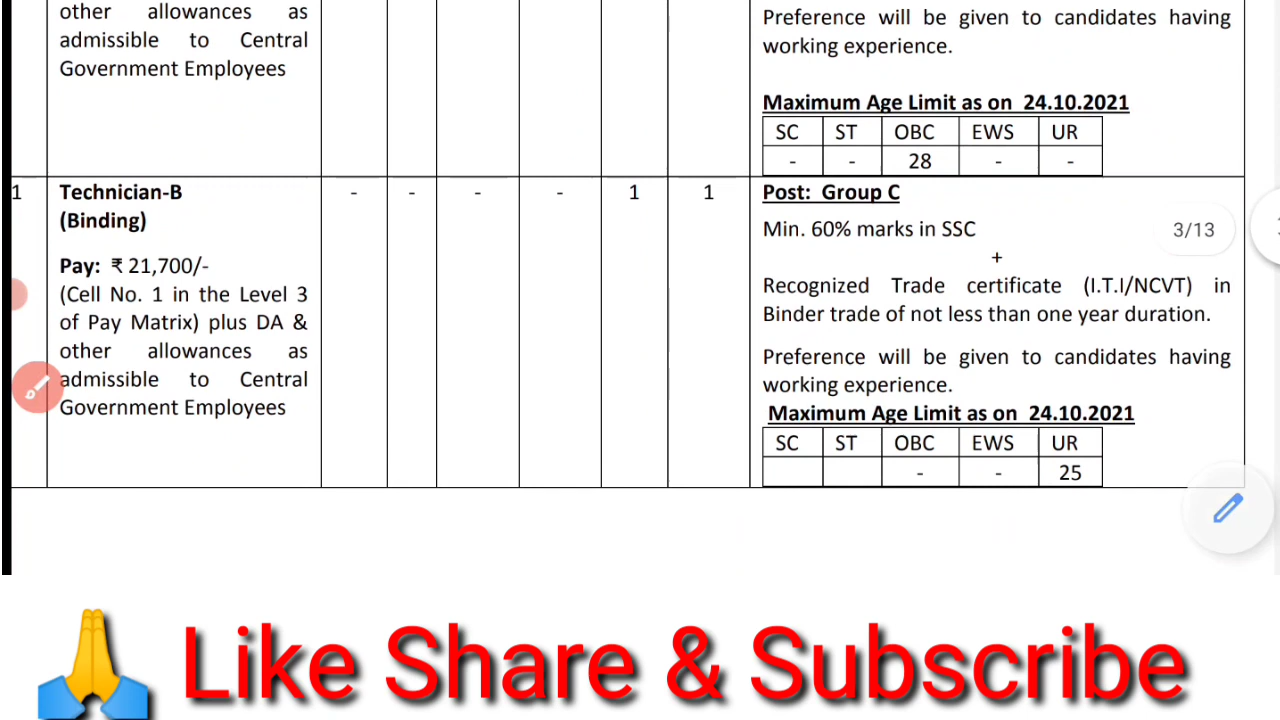 other allowances as
admissible to Central
Government Employees
Preference will be given to candidates having
working experience.
Maximum Age Limit as on 24.10.2021
SC ST OBC EWS UR
- - 28 - -
1 Technician-B
(Binding)
Pay: ₹ 21,700/-
(Cell No. 1 in the Level 3
of Pay Matrix) plus DA &
other allowances as
admissible to Central
Government Employees
- - - - 1 1
Post: Group C
Min. 60% marks in SSC
+
Recognized Trade certificate (I.T.I/NCVT) in
Binder trade of not less than one year duration.
Preference will be given to candidates having
working experience.
Maximum Age Limit as on 24.10.2021
SC ST OBC EWS UR
- - 25
3/13
Like Share & Subscribe